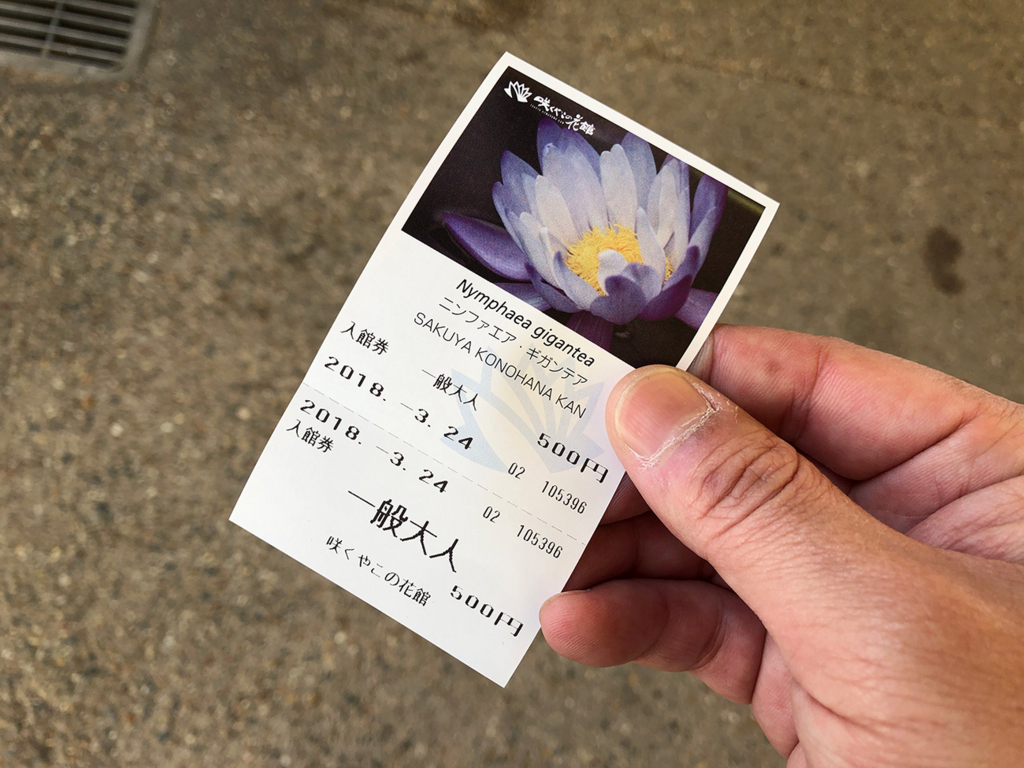 咲くやこの花館
Nymphaea gigantea
ニンファエア・ギガンテア
SAKUYA KONOHANA KAN
入館券
一般大人
500円
2018. -3. 24
02 105396
2018. -3. 24
02 105396
入館券
一般大人
500円
咲くやこの花館